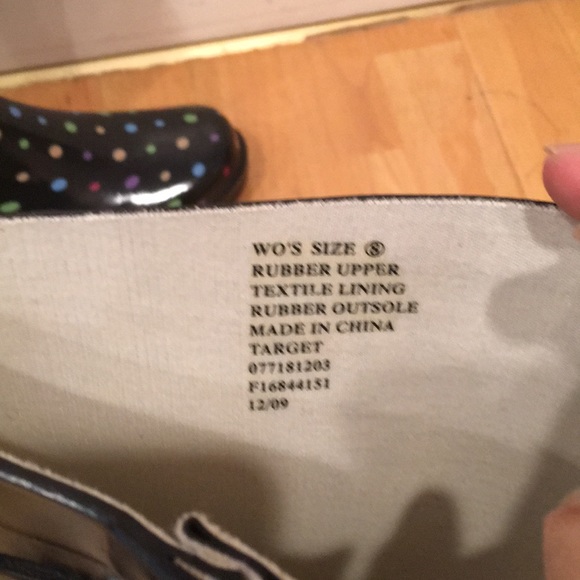 WO'S SIZE ⑧
RUBBER UPPER
TEXTILE LINING
RUBBER OUTSOLE
MADE IN CHINA
TARGET
077181203
F16844151
12/09